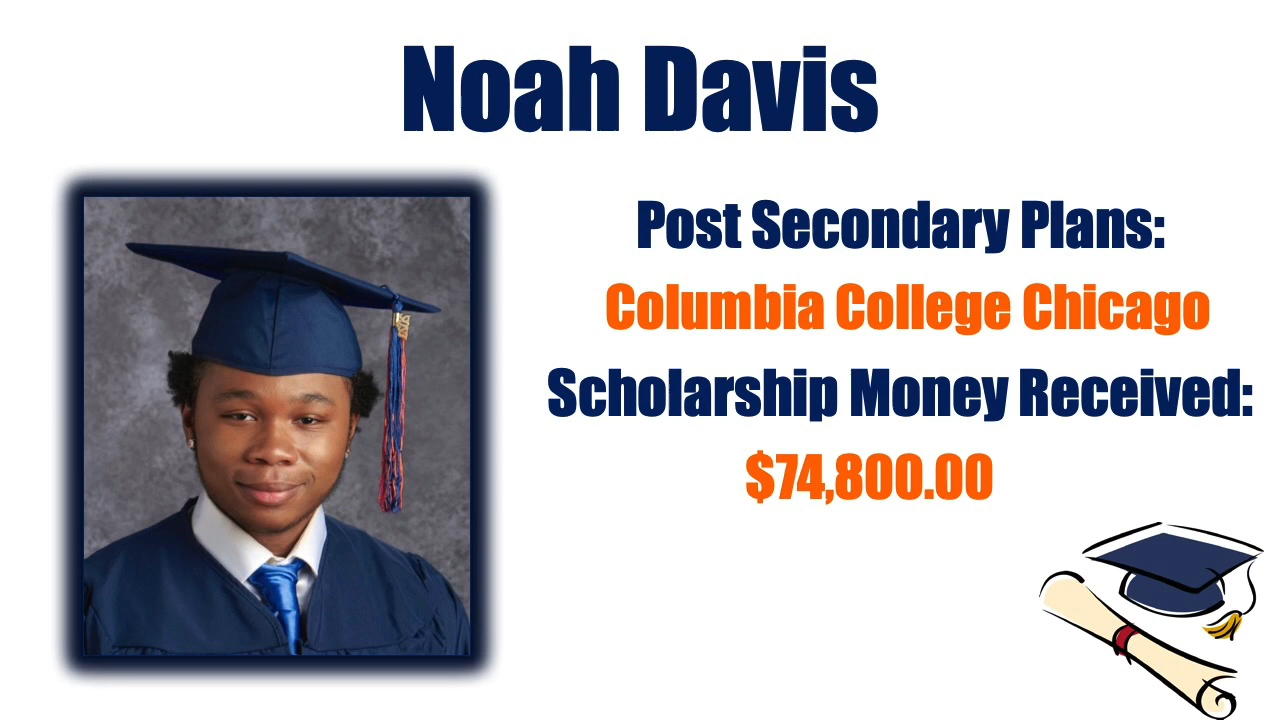 Noah Davis
Post Secondary Plans:
Columbia College Chicago
Scholarship Money Received:
$74,800.00